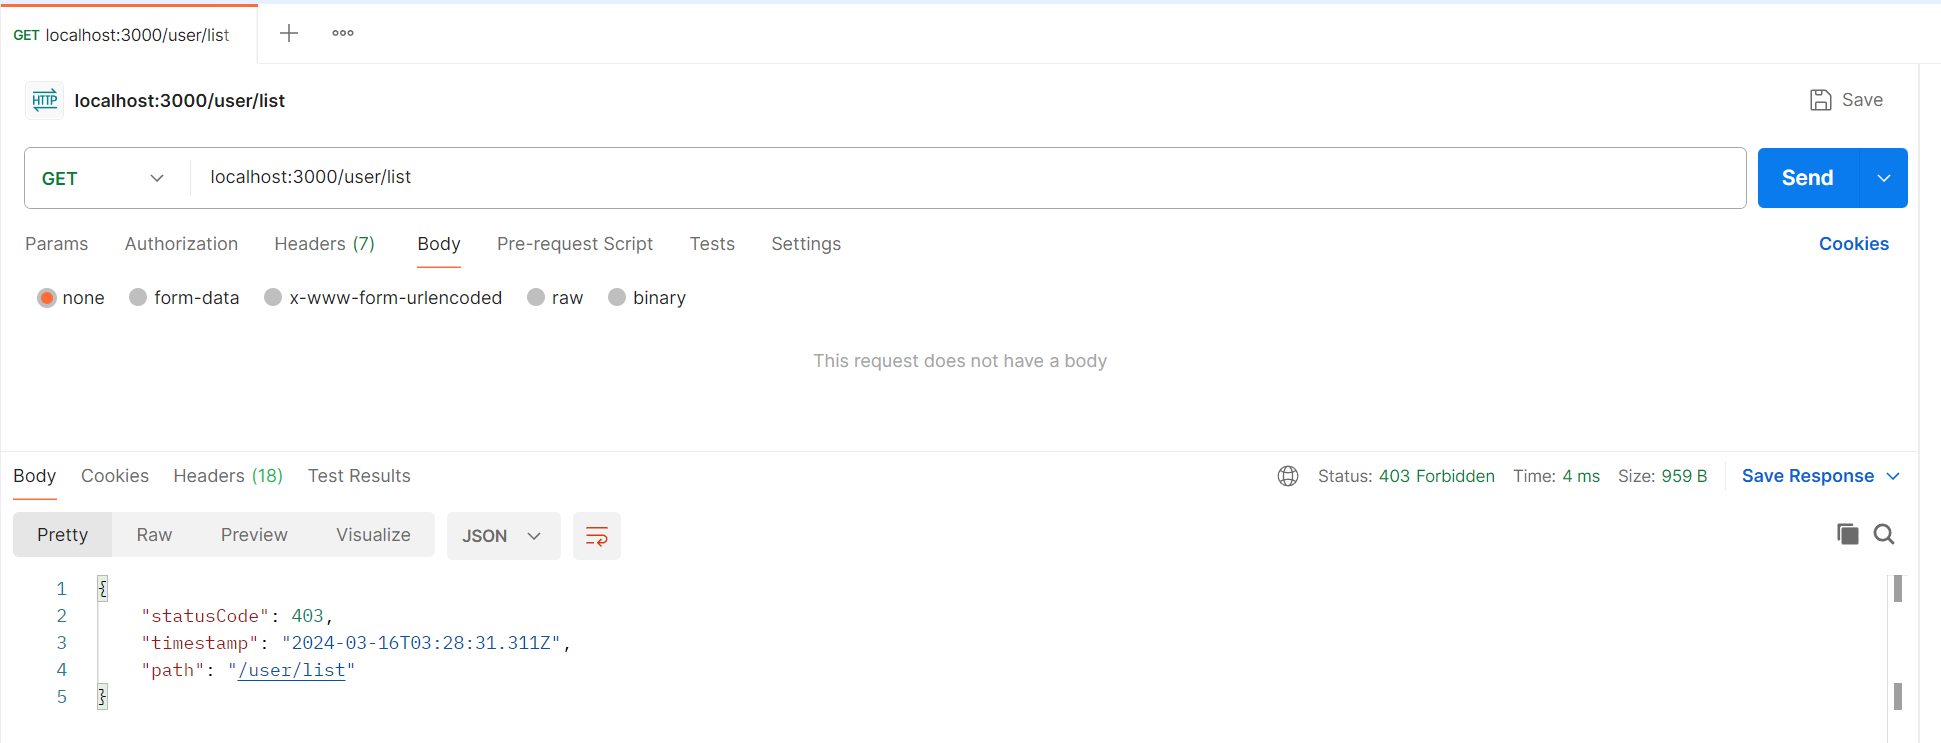 GET localhost:3000/user/list
HTTP localhost:3000/user/list
Save
GET localhost:3000/user/list
Send
Params Authorization Headers (7) Body Pre-request Script Tests Settings Cookies
none form-data x-www-form-urlencoded raw binary
This request does not have a body
Body Cookies Headers (18) Test Results Status: 403 Forbidden Time: 4 ms Size: 959 B Save Response
Pretty Raw Preview Visualize JSON
1 {
2 "statusCode": 403,
3 "timestamp": "2024-03-16T03:28:31.311Z",
4 "path": "/user/list"
5 }